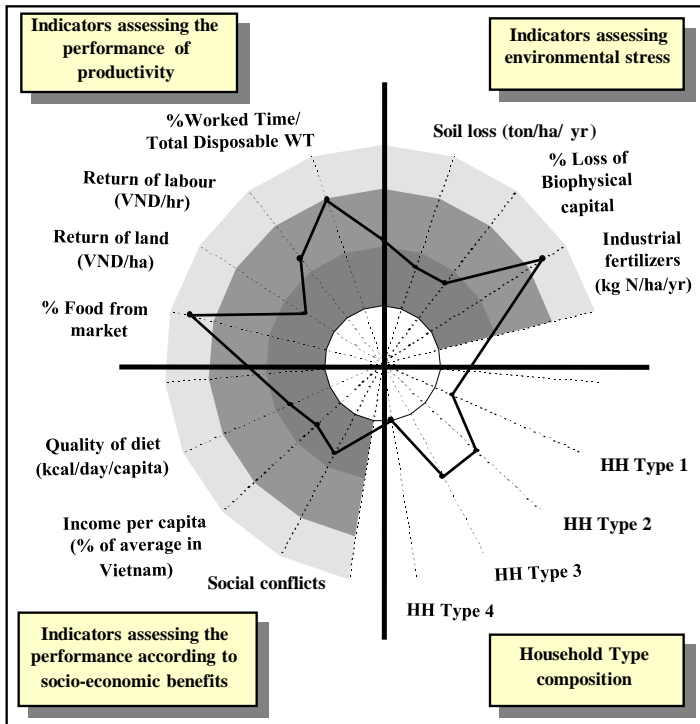 Indicators assessing the
performance of
productivity
Indicators assessing
environmental stress
%Worked Time/
Total Disposable WT
Soil loss (ton/ha/ yr)
Return of labour
(VND/hr)
% Loss of
Biophysical
capital
Return of land
(VND/ha)
Industrial
fertilizers
(kg N/ha/yr)
% Food from
market
Quality of diet
(kcal/day/capita)
HH Type 1
Income per capita
(% of average in
Vietnam)
HH Type 2
Social conflicts
HH Type 3
HH Type 4
Indicators assessing the
performance according to
socio-economic benefits
Household Type
composition